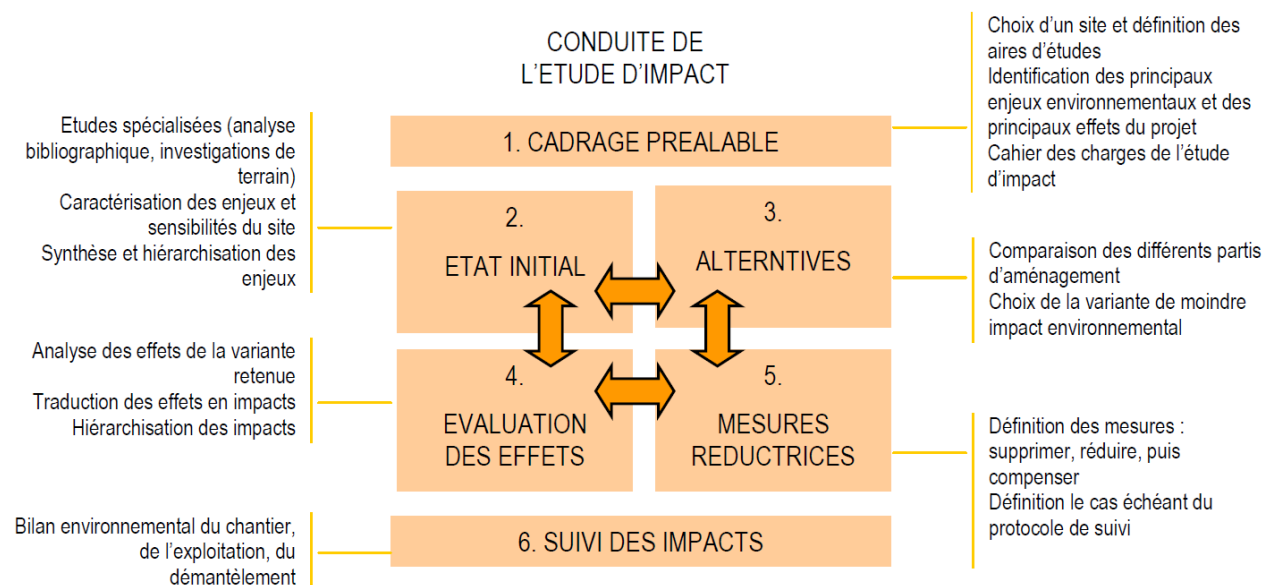 CONDUITE DE
L'ETUDE D'IMPACT
Choix d'un site et définition des
aires d'études
Identification des principaux
enjeux environnementaux et des
principaux effets du projet
Cahier des charges de l'étude
d'impact
1. CADRAGE PREALABLE
Etudes spécialisées (analyse
bibliographique, investigations de
terrain)
Caractérisation des enjeux et
sensibilités du site
Synthèse et hiérarchisation des
enjeux
2.
ETAT INITIAL
3.
ALTERNTIVES
Comparaison des différents partis
d'aménagement
Choix de la variante de moindre
impact environnemental
Analyse des effets de la variante
retenue
Traduction des effets en impacts
Hiérarchisation des impacts
4.
EVALUATION
DES EFFETS
5.
MESURES
REDUCTRICES
Définition des mesures :
supprimer, réduire, puis
compenser
Définition le cas échéant du
protocole de suivi
Bilan environnemental du chantier,
de l'exploitation, du
démantèlement
6. SUIVI DES IMPACTS